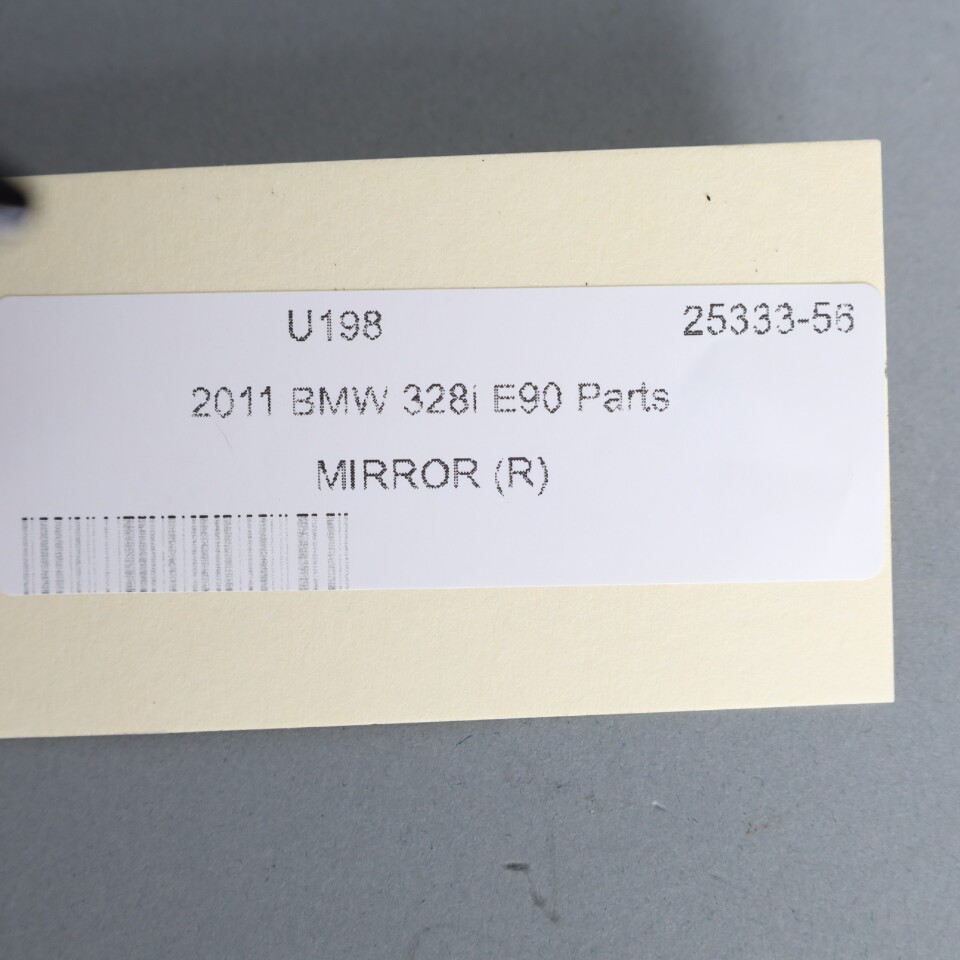 U198 25333-56
2011 BMW 328i E90 Parts
MIRROR (R)